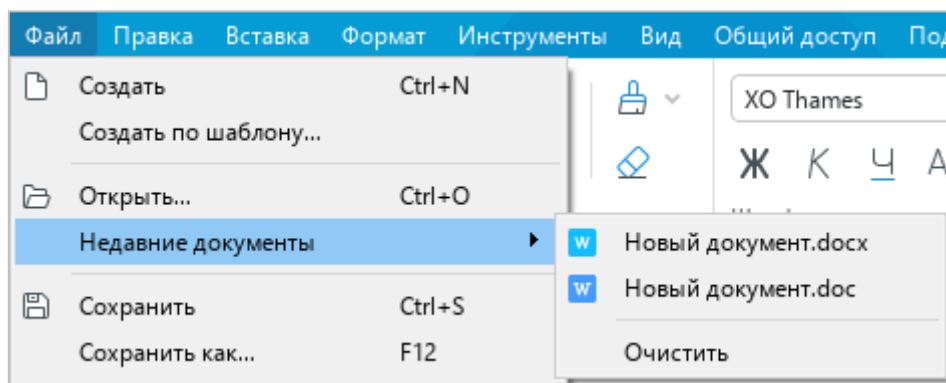 Файл Правка Вставка Формат Инструменты Вид Общий доступ
Создать Ctrl+N
XO Thames
Создать по шаблону...
Ж К Ч А
Открыть... Ctrl+O
Недавние документы
W Новый документ.docx
W Новый документ.doc
Сохранить Ctrl+S
Сохранить как... F12
Очистить